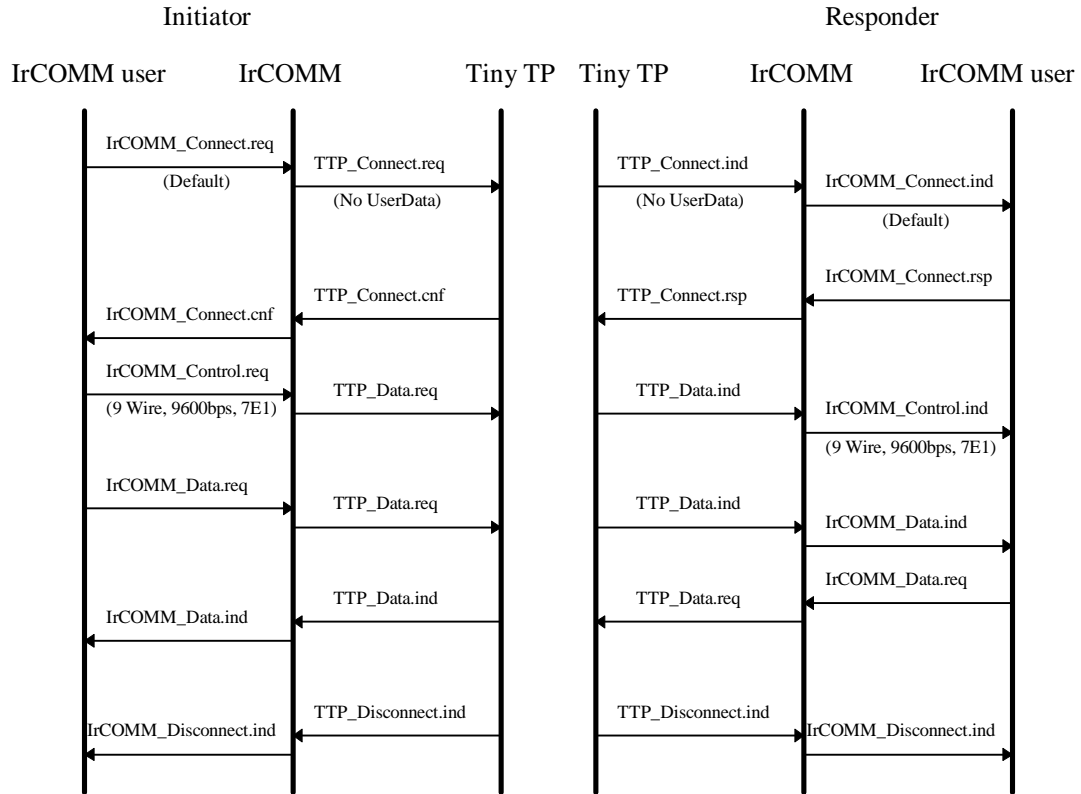 Initiator Responder
IrCOMM user IrCOMM Tiny TP Tiny TP IrCOMM IrCOMM user
IrCOMM_Connect.req
TTP_Connect.req TTP_Connect.ind
(Default) IrCOMM_Connect.ind
(No UserData) (No UserData)
(Default)
IrCOMM_Connect.rsp
TTP_Connect.cnf TTP_Connect.rsp
IrCOMM_Connect.cnf
IrCOMM_Control.req
TTP_Data.req TTP_Data.ind
(9 Wire, 9600bps, 7E1) IrCOMM_Control.ind
(9 Wire, 9600bps, 7E1)
IrCOMM_Data.req
TTP_Data.req TTP_Data.ind
IrCOMM_Data.ind
IrCOMM_Data.req
TTP_Data.ind TTP_Data.req
IrCOMM_Data.ind
TTP_Disconnect.ind TTP_Disconnect.ind
IrCOMM_Disconnect.ind IrCOMM_Disconnect.ind